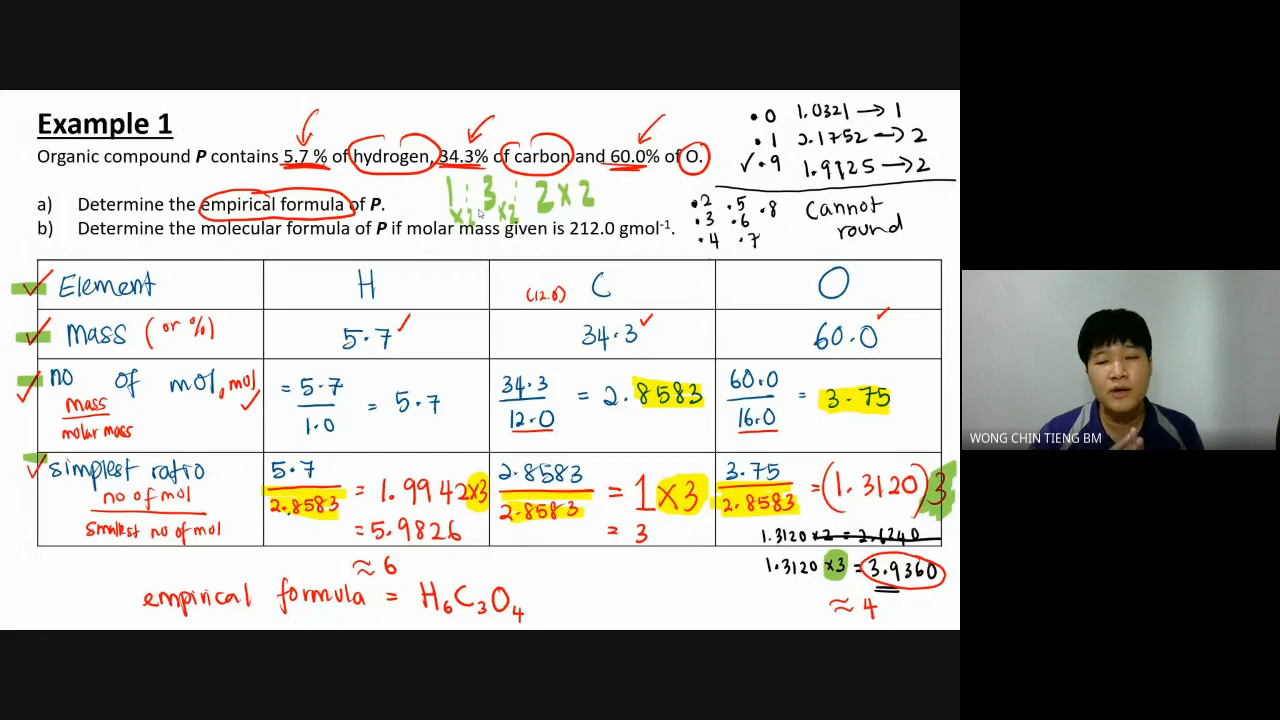 Example 1
Organic compound P contains 5.7 % of hydrogen, 34.3% of carbon and 60.0% of O.
1 : 3 : 2 x 2
x2 x2
a) Determine the empirical formula of P.
b) Determine the molecular formula of P if molar mass given is 212.0 gmol⁻¹.
.0 1.0321 → 1
.1 2.1752 → 2
✓ .9 1.9925 → 2
.2 .5 .8 Cannot
.3 .6 round
.4 .7
Element H (12.0) C O
Mass (or %) 5.7 34.3 60.0
no of mol, mol = 5.7/1.0 = 5.7 34.3/12.0 = 2.8583 60.0/16.0 = 3.75
mass/molar mass
simplest ratio 5.7/2.8583 = 1.9942 x3 2.8583/2.8583 = 1 x 3 3.75/2.8583 = (1.3120) 3
no of mol/smallest no of mol = 5.9826 = 3
1.3120 x2 = 2.6240
≈ 6 1.3120 x3 = 3.9360
empirical formula = H₆C₃O₄ ≈ 4
WONG CHIN TIENG BM